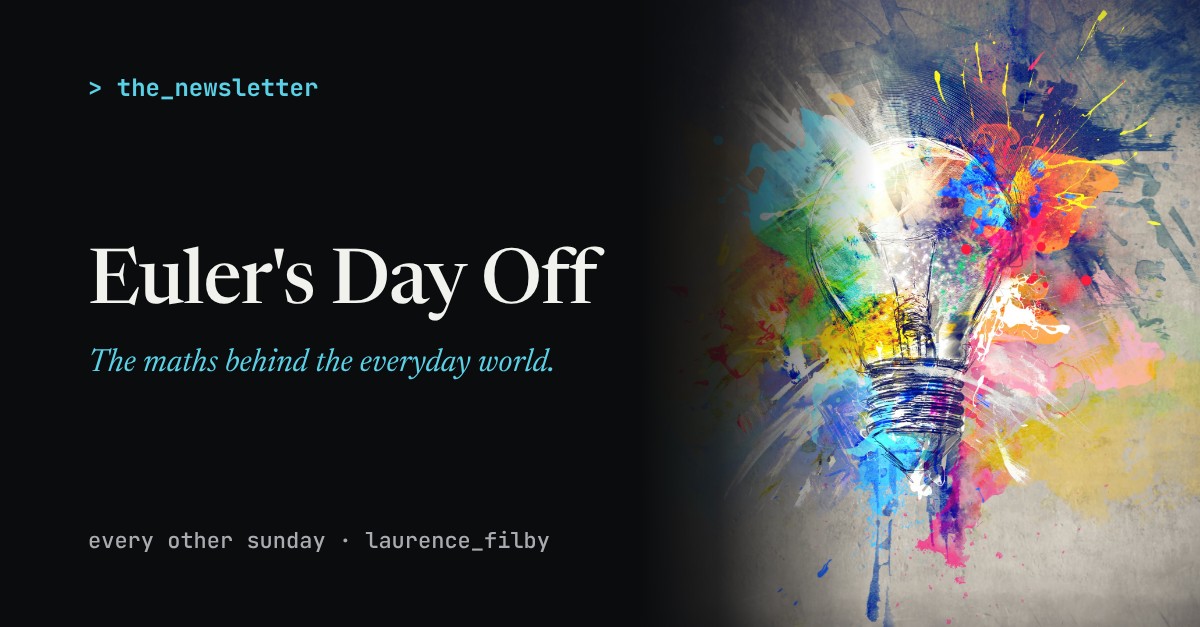 > the_newsletter
Euler's Day Off
The maths behind the everyday world.
every other sunday · laurence_filby